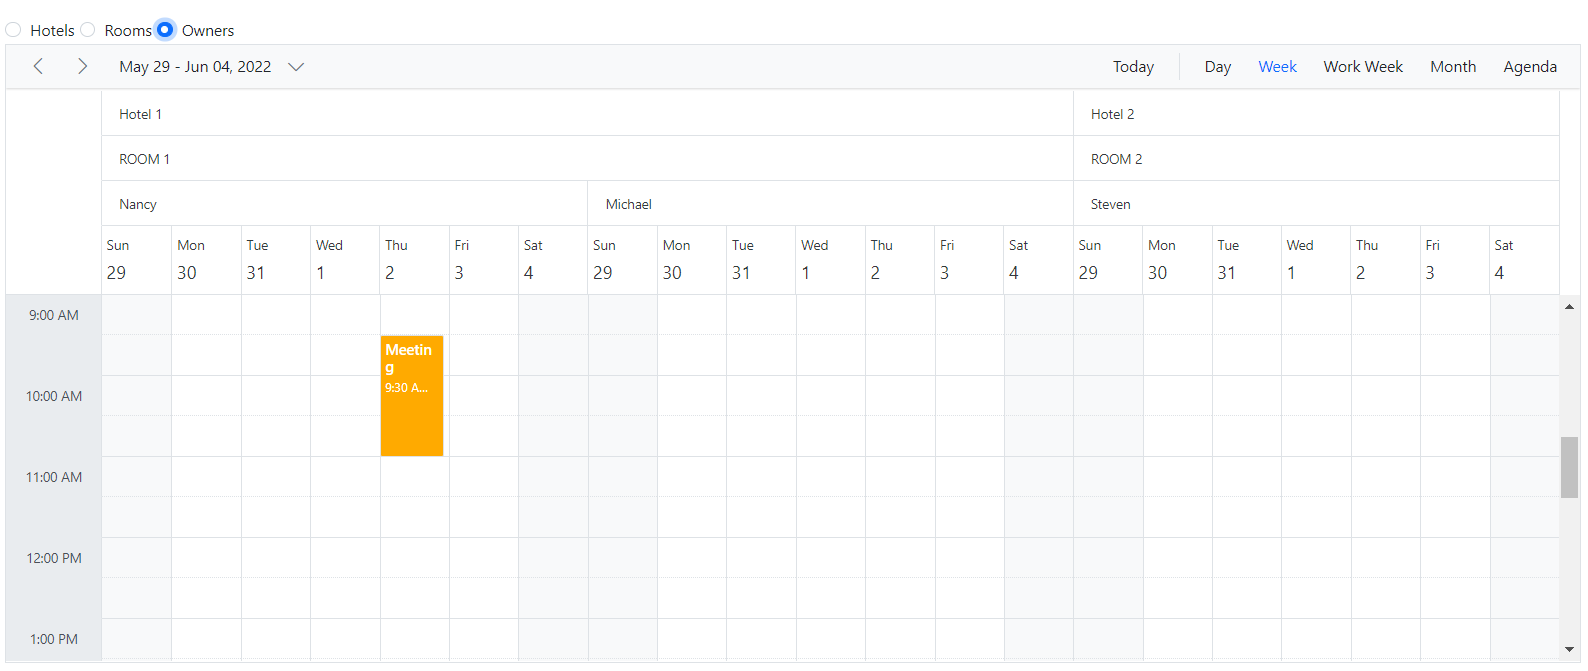 Hotels Rooms Owners
May 29 - Jun 04, 2022 Today Day Week Work Week Month Agenda
Hotel 1 Hotel 2
ROOM 1 ROOM 2
Nancy Michael Steven
Sun Mon Tue Wed Thu Fri Sat Sun Mon Tue Wed Thu Fri Sat Sun Mon Tue Wed Thu Fri Sat
29 30 31 1 2 3 4 29 30 31 1 2 3 4 29 30 31 1 2 3 4
9:00 AM
Meetin
g
9:30 A...
10:00 AM
11:00 AM
12:00 PM
1:00 PM